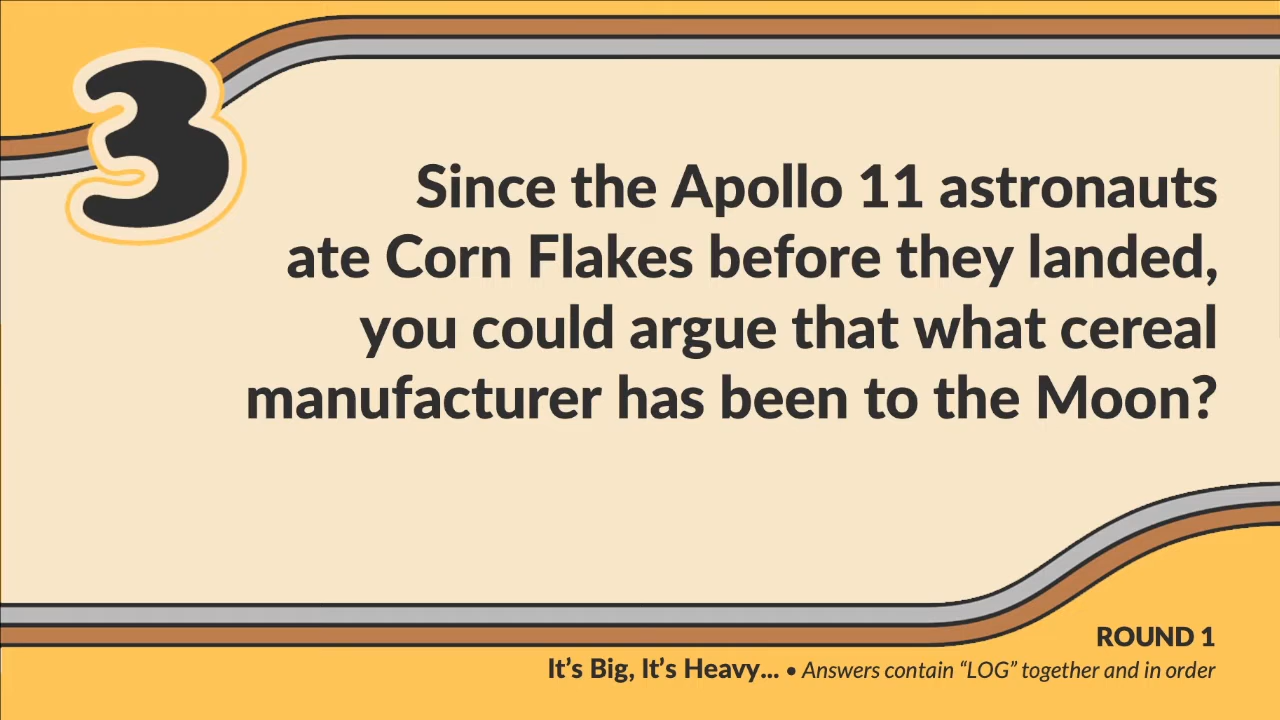 3
Since the Apollo 11 astronauts
ate Corn Flakes before they landed,
you could argue that what cereal
manufacturer has been to the Moon?
ROUND 1
It’s Big, It’s Heavy... • Answers contain “LOG” together and in order